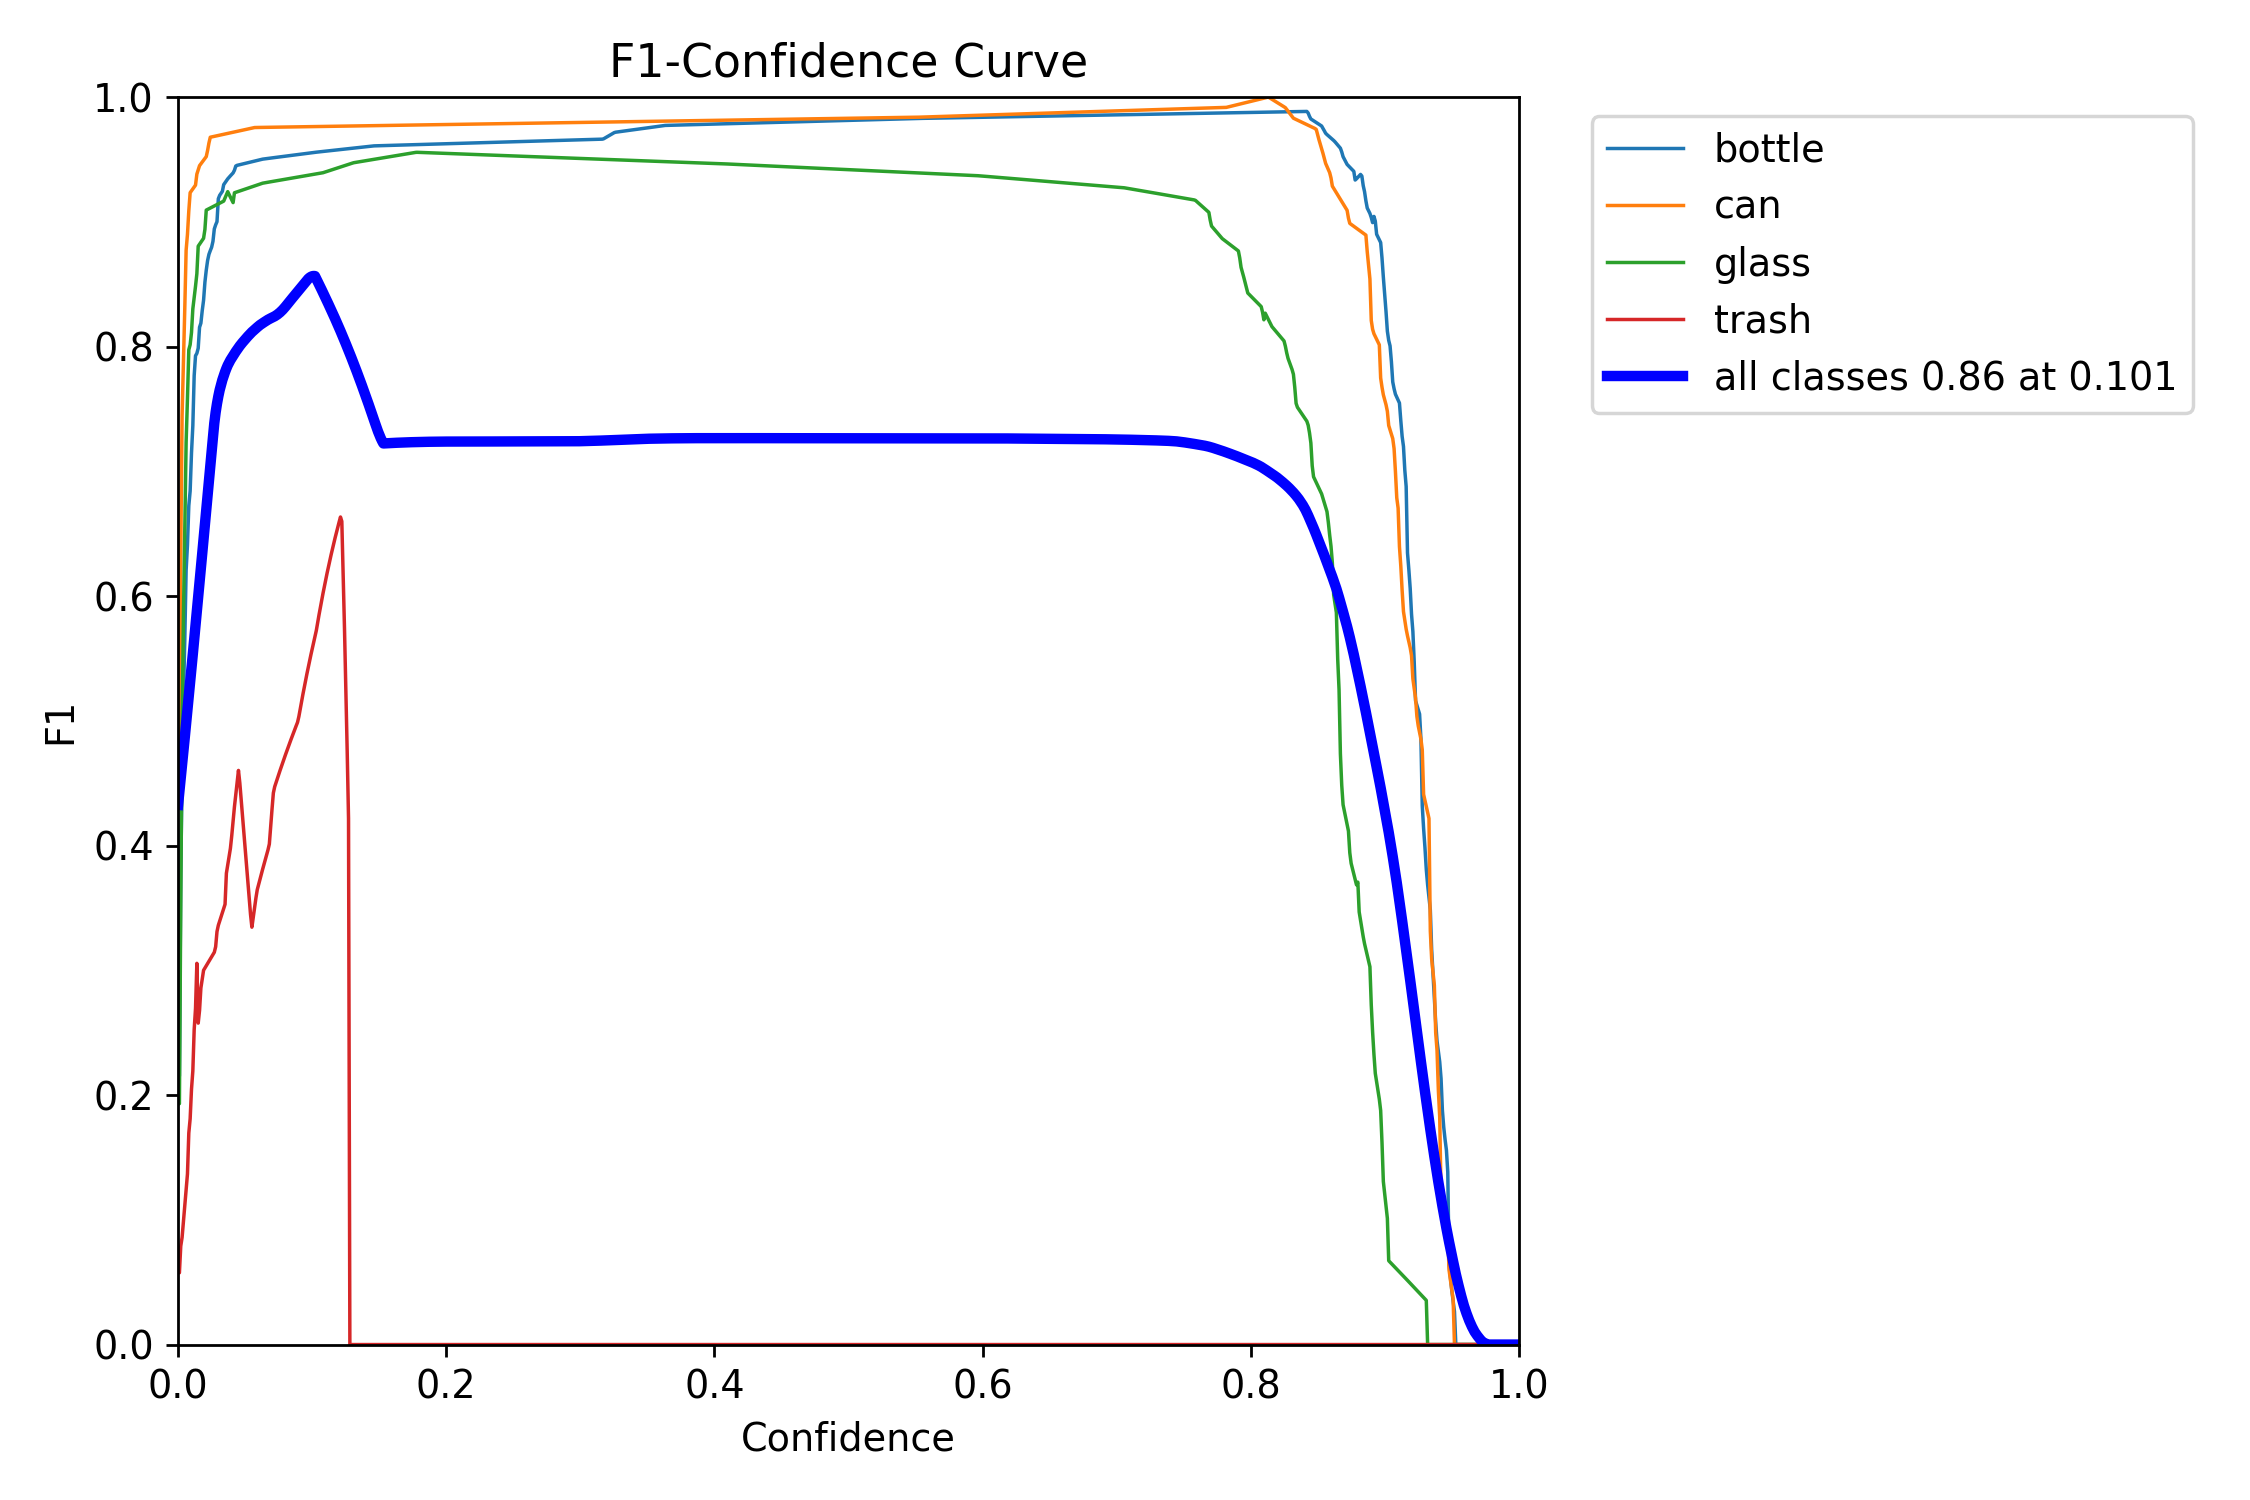 F1-Confidence Curve
1.0
0.8
0.6
0.4
0.2
0.0
F1
0.0 0.2 0.4 0.6 0.8 1.0
Confidence
bottle
can
glass
trash
all classes 0.86 at 0.101